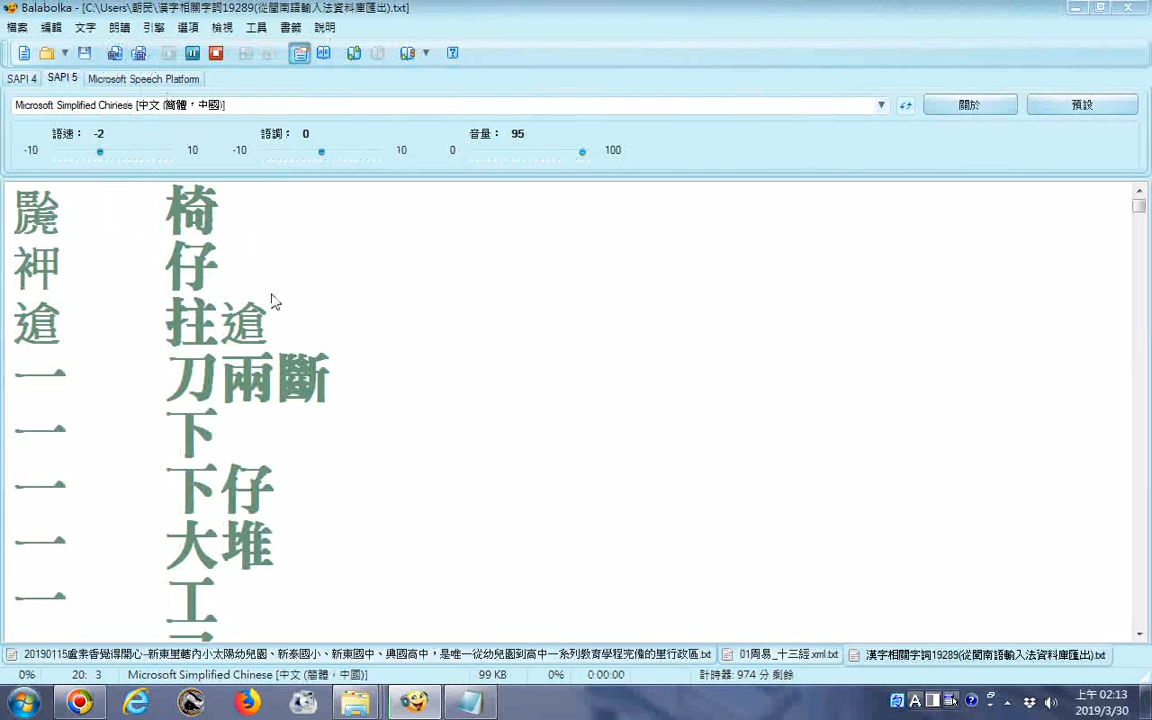 Balabolka - [C:\Users\朝民\漢字相關字詞19289(從閩南語輸入法資料庫匯出).txt]
檔案 編輯 文字 朗讀 引擎 選項 檢視 工具 書籤 說明
SAPI 4 SAPI 5 Microsoft Speech Platform
Microsoft Simplified Chinese [中文 (簡體，中國)] 關於 預設
語速： -2 語調： 0 音量： 95
-10 10 -10 10 0 100
椅
仔
拄
一 刀兩斷
一 下
一 下仔
一 大堆
一 工
20190115盧素香覺得開心--新東里轄內小太陽幼兒園、新泰國小、新東國中、興國高中，是唯一從幼兒園到高中一系列教育學程完備的里行政區.txt 01周易_十三經.xml.txt 漢字相關字詞19289(從閩南語輸入法資料庫匯出).txt
0% 20: 3 Microsoft Simplified Chinese [中文 (簡體，中國)] 99 KB 0% 0:00:00 計時器: 974 分 剩餘
A 上午 02:13
2019/3/30